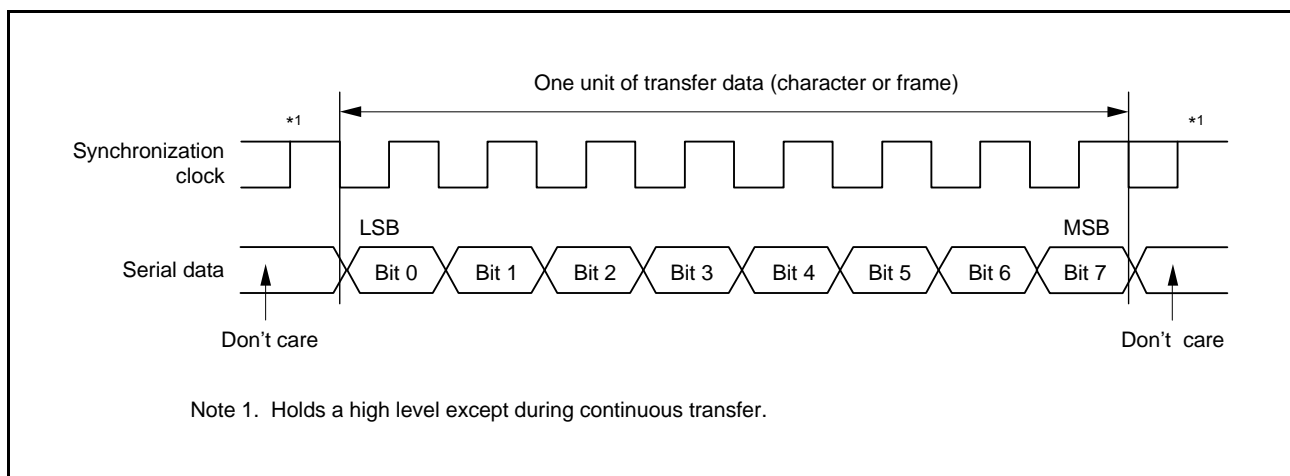 One unit of transfer data (character or frame)
*1
*1
Synchronization
clock
LSB
MSB
Serial data
Bit 0
Bit 1
Bit 2
Bit 3
Bit 4
Bit 5
Bit 6
Bit 7
Don't care
Don't care
Note 1. Holds a high level except during continuous transfer.